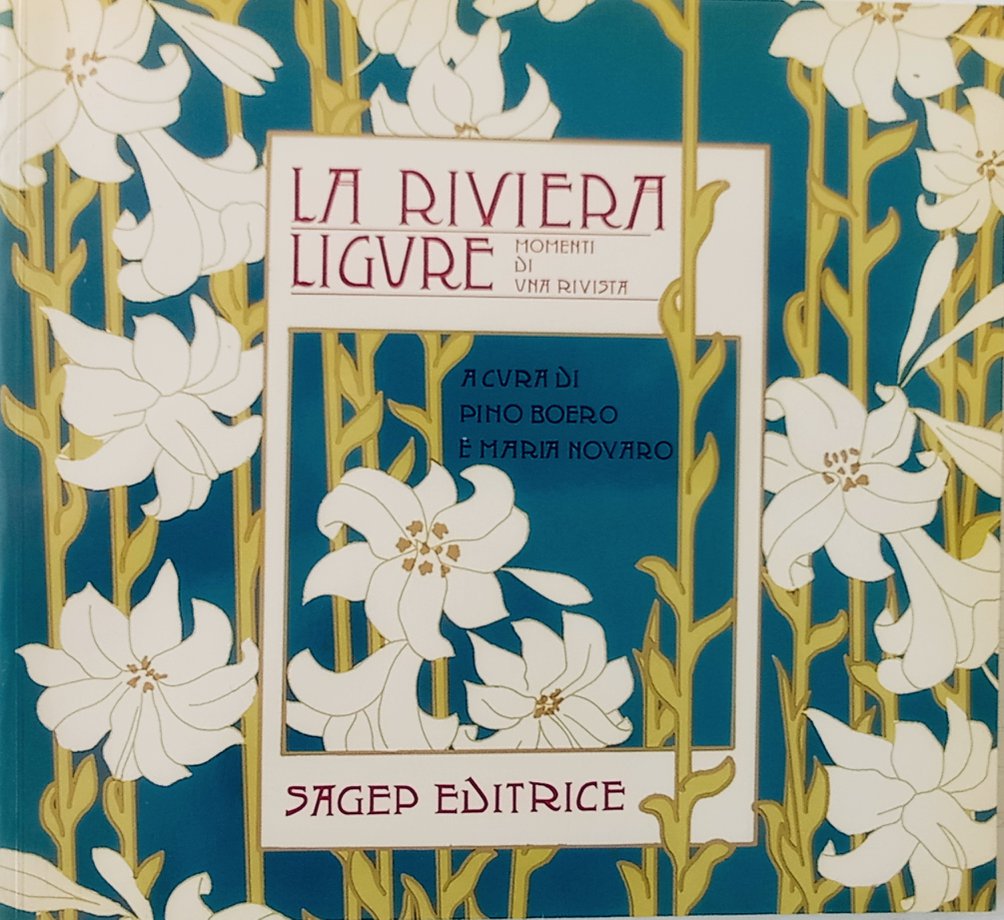 LA RIVIERA
LIGVRE
MOMENTI
DI
VNA RIVISTA
A CVRA DI
PINO BOERO
E MARIA NOVARO
SAGEP EDITRICE